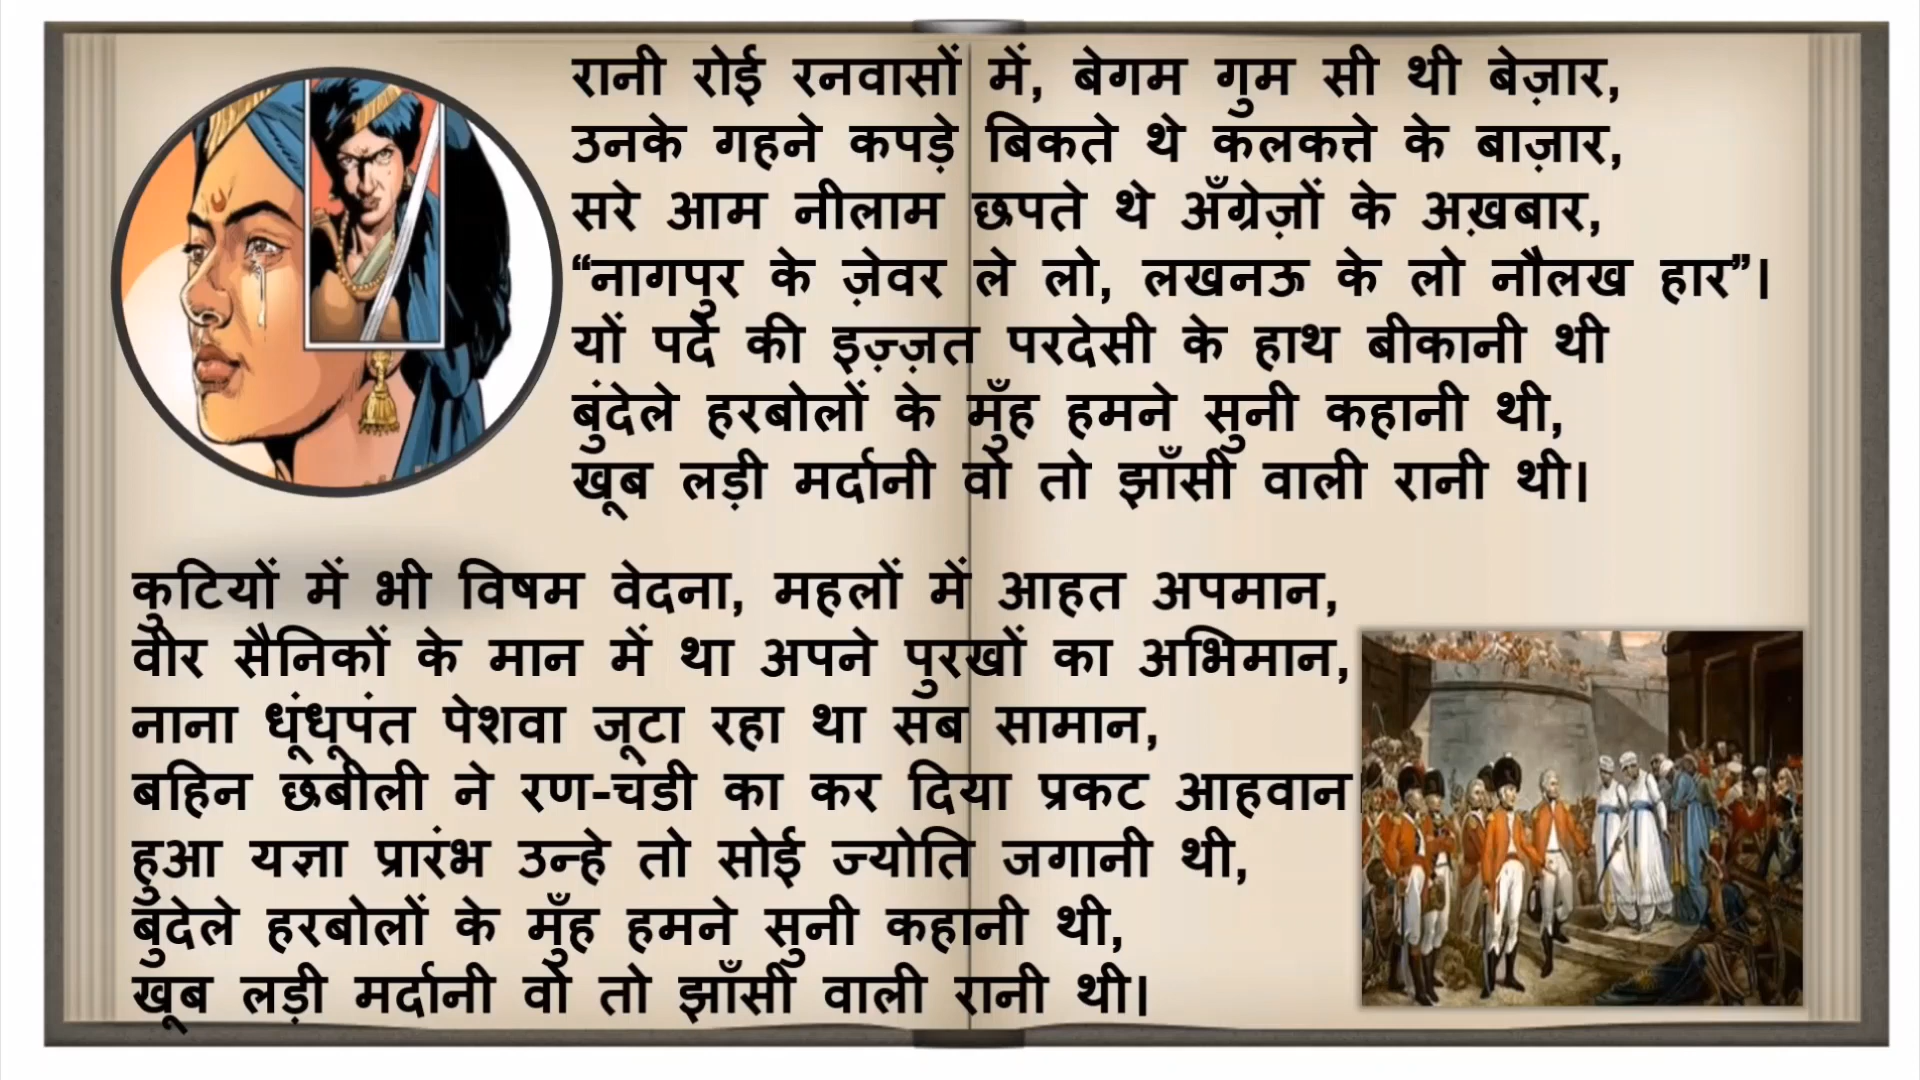 रानी रोई रनवासों में, बेगम गुम सी थी बेज़ार,
उनके गहने कपड़े बिकते थे कलकत्ते के बाज़ार,
सरे आम नीलाम छपते थे अँग्रेज़ों के अख़बार,
“नागपुर के ज़ेवर ले लो, लखनऊ के लो नौलख हार”।
यों पर्दे की इज़्ज़त परदेसी के हाथ बीकानी थी
बुंदेले हरबोलों के मुँह हमने सुनी कहानी थी,
खूब लड़ी मर्दानी वो तो झाँसी वाली रानी थी।
कुटियों में भी विषम वेदना, महलों में आहत अपमान,
वीर सैनिकों के मान में था अपने पुरखों का अभिमान,
नाना धूंधूपंत पेशवा जूटा रहा था सब सामान,
बहिन छबीली ने रण-चंडी का कर दिया प्रकट आहवान
हुआ यज्ञा प्रारंभ उन्हे तो सोई ज्योति जगानी थी,
बुंदेले हरबोलों के मुँह हमने सुनी कहानी थी,
खूब लड़ी मर्दानी वो तो झाँसी वाली रानी थी।